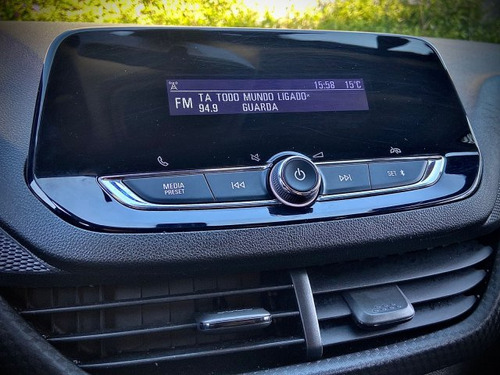 15:58 15°C
FM TA TODO MUNDO LIGADO-
94.9 GUARDA
MEDIA
PRESET
SET